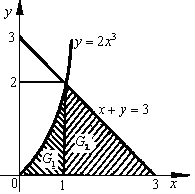 y
3
y = 2x³
2
x + y = 3
G₁
G₂
0
1
3
x